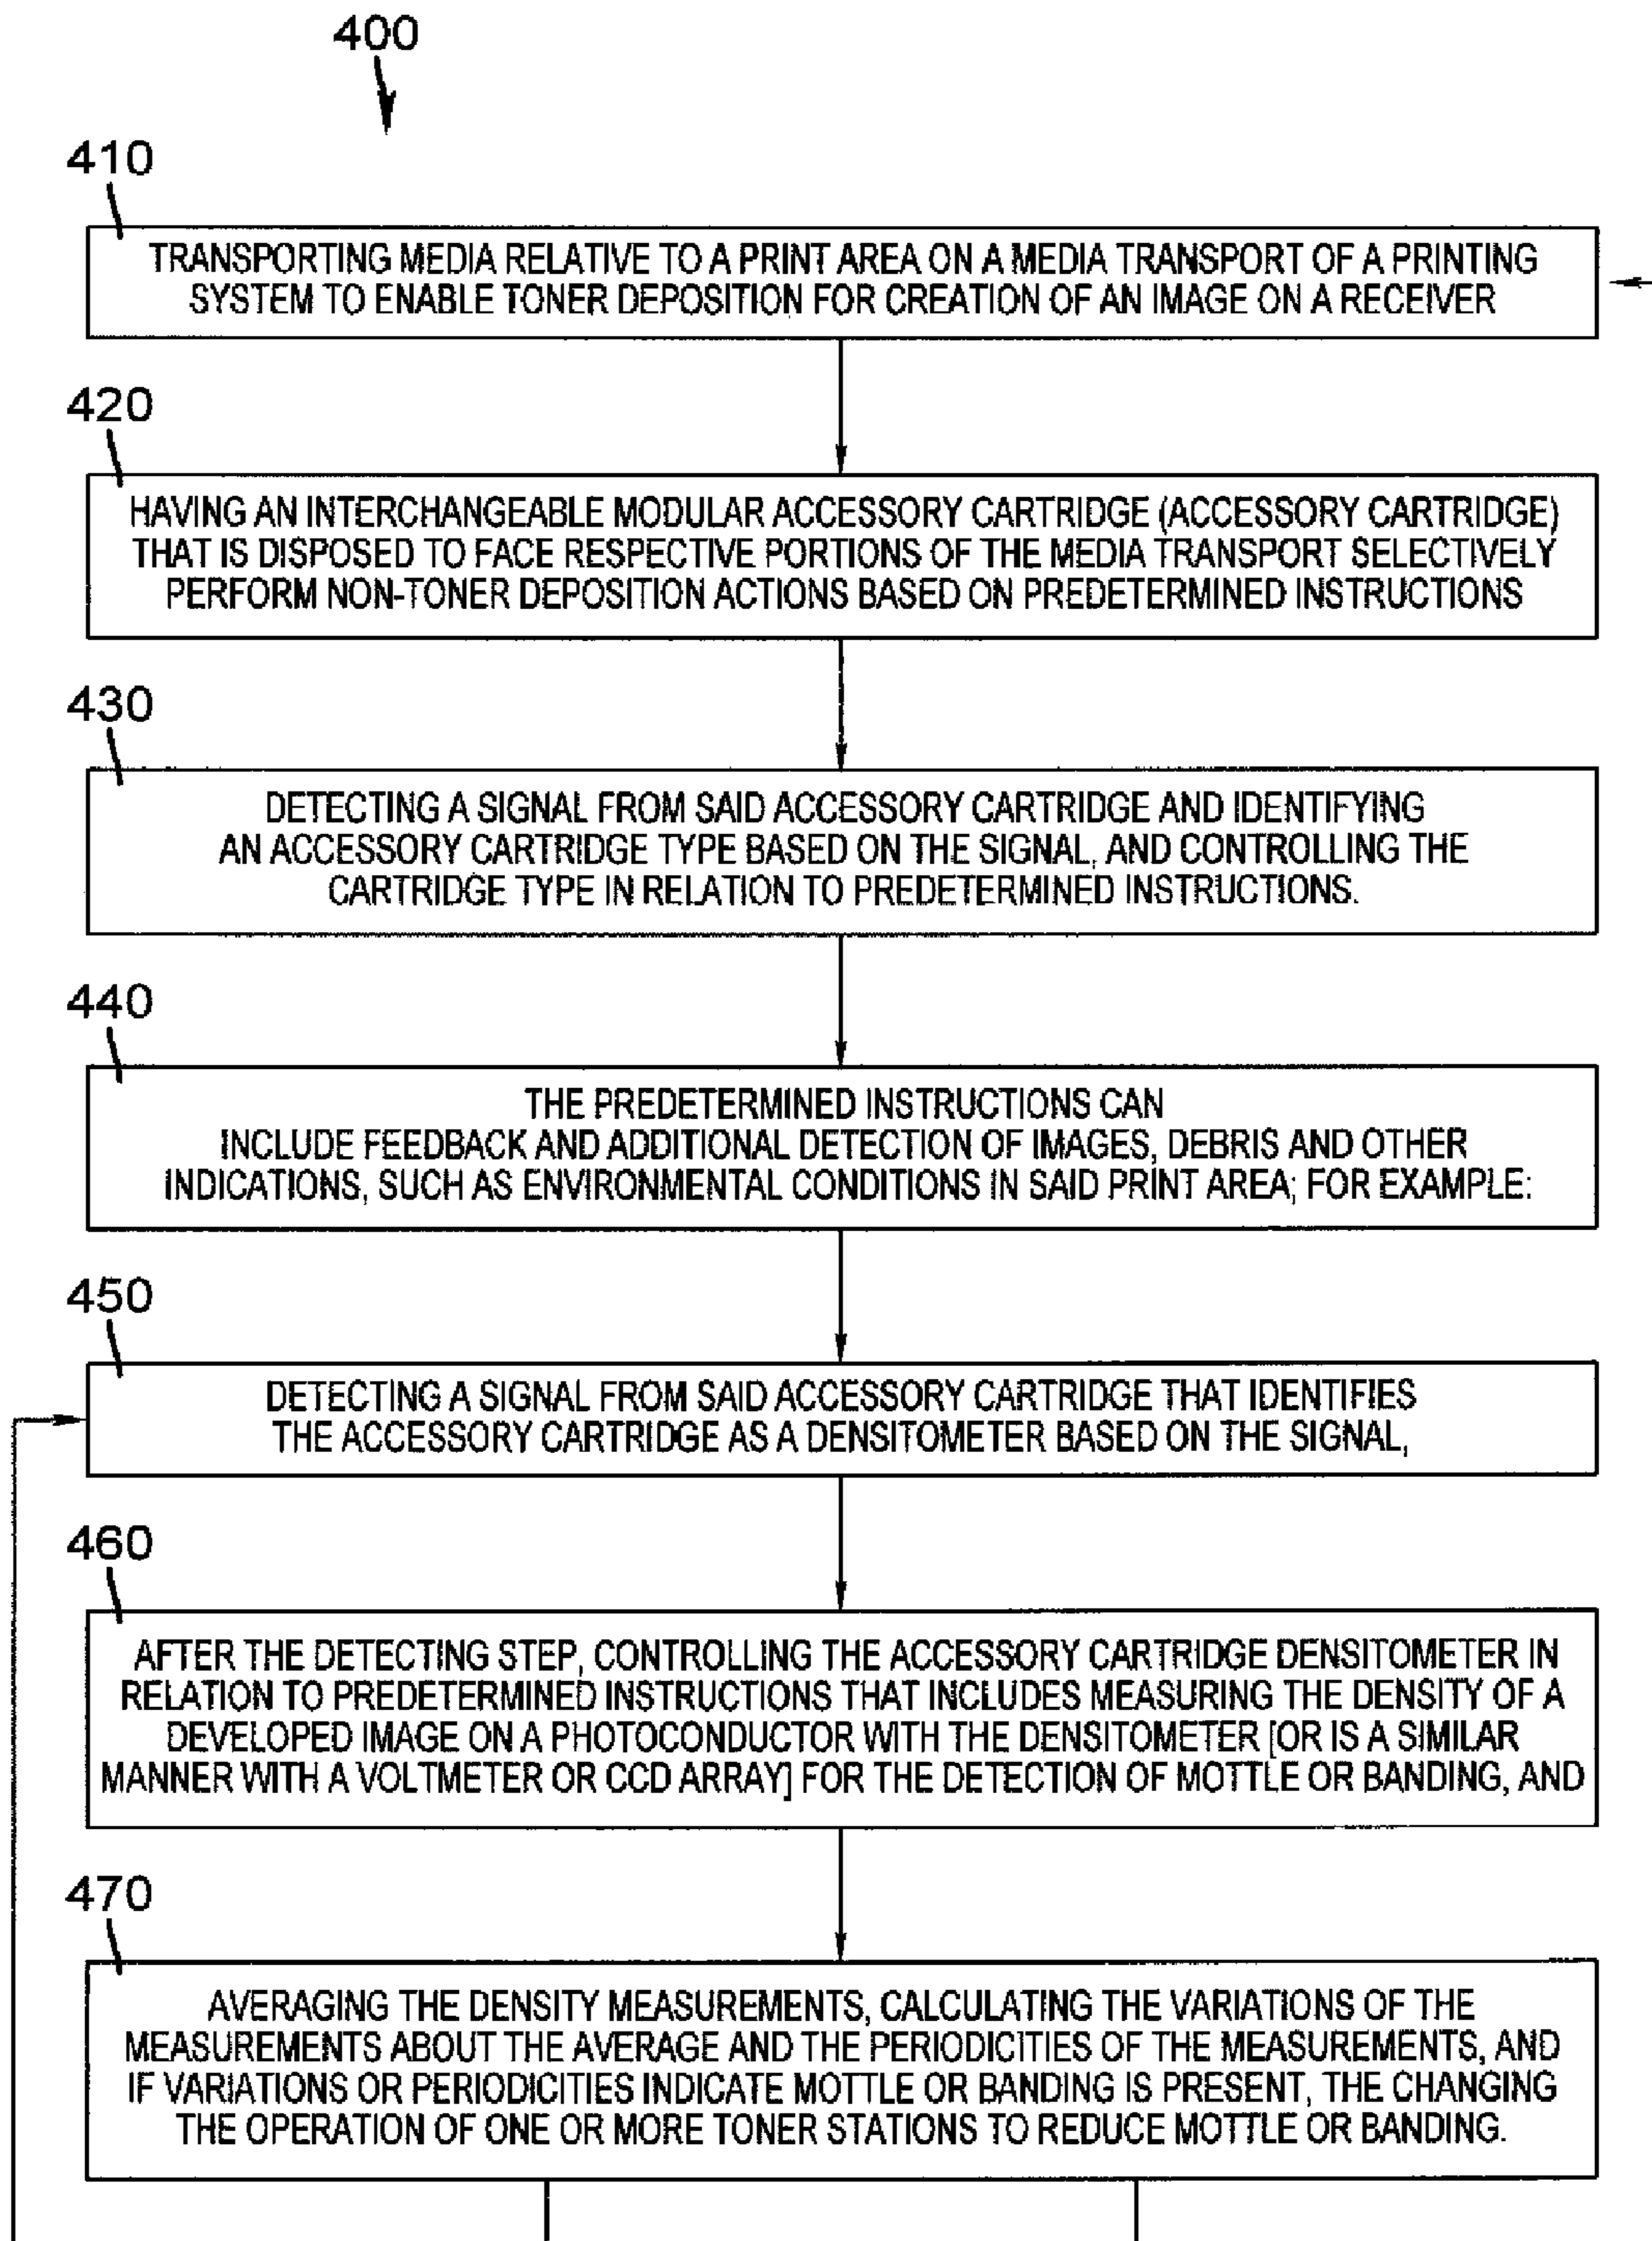 400
410
TRANSPORTING MEDIA RELATIVE TO A PRINT AREA ON A MEDIA TRANSPORT OF A PRINTING
SYSTEM TO ENABLE TONER DEPOSITION FOR CREATION OF AN IMAGE ON A RECEIVER
420
HAVING AN INTERCHANGEABLE MODULAR ACCESSORY CARTRIDGE (ACCESSORY CARTRIDGE)
THAT IS DISPOSED TO FACE RESPECTIVE PORTIONS OF THE MEDIA TRANSPORT SELECTIVELY
PERFORM NON-TONER DEPOSITION ACTIONS BASED ON PREDETERMINED INSTRUCTIONS
430
DETECTING A SIGNAL FROM SAID ACCESSORY CARTRIDGE AND IDENTIFYING
AN ACCESSORY CARTRIDGE TYPE BASED ON THE SIGNAL, AND CONTROLLING THE
CARTRIDGE TYPE IN RELATION TO PREDETERMINED INSTRUCTIONS.
440
THE PREDETERMINED INSTRUCTIONS CAN
INCLUDE FEEDBACK AND ADDITIONAL DETECTION OF IMAGES, DEBRIS AND OTHER
INDICATIONS, SUCH AS ENVIRONMENTAL CONDITIONS IN SAID PRINT AREA; FOR EXAMPLE:
450
DETECTING A SIGNAL FROM SAID ACCESSORY CARTRIDGE THAT IDENTIFIES
THE ACCESSORY CARTRIDGE AS A DENSITOMETER BASED ON THE SIGNAL,
460
AFTER THE DETECTING STEP, CONTROLLING THE ACCESSORY CARTRIDGE DENSITOMETER IN
RELATION TO PREDETERMINED INSTRUCTIONS THAT INCLUDES MEASURING THE DENSITY OF A
DEVELOPED IMAGE ON A PHOTOCONDUCTOR WITH THE DENSITOMETER [OR IS A SIMILAR
MANNER WITH A VOLTMETER OR CCD ARRAY] FOR THE DETECTION OF MOTTLE OR BANDING, AND
470
AVERAGING THE DENSITY MEASUREMENTS, CALCULATING THE VARIATIONS OF THE
MEASUREMENTS ABOUT THE AVERAGE AND THE PERIODICITIES OF THE MEASUREMENTS, AND
IF VARIATIONS OR PERIODICITIES INDICATE MOTTLE OR BANDING IS PRESENT, THE CHANGING
THE OPERATION OF ONE OR MORE TONER STATIONS TO REDUCE MOTTLE OR BANDING.